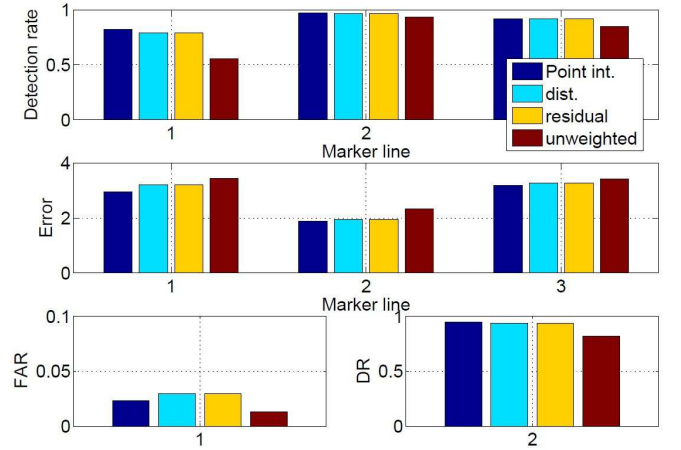 Detection rate
1
0.5
0
1
2
Marker line
Point int.
dist.
residual
unweighted
Error
4
2
0
1
2
3
Marker line
FAR
0.1
0.05
0
1
DR
1
0.5
0
2